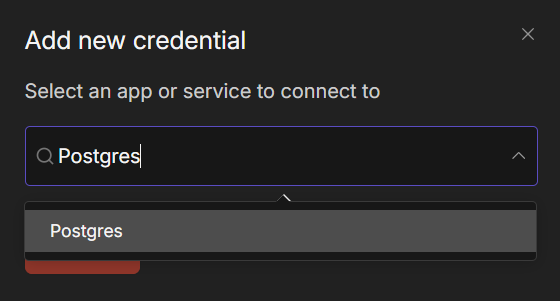 Add new credential
Select an app or service to connect to
Postgres
Postgres